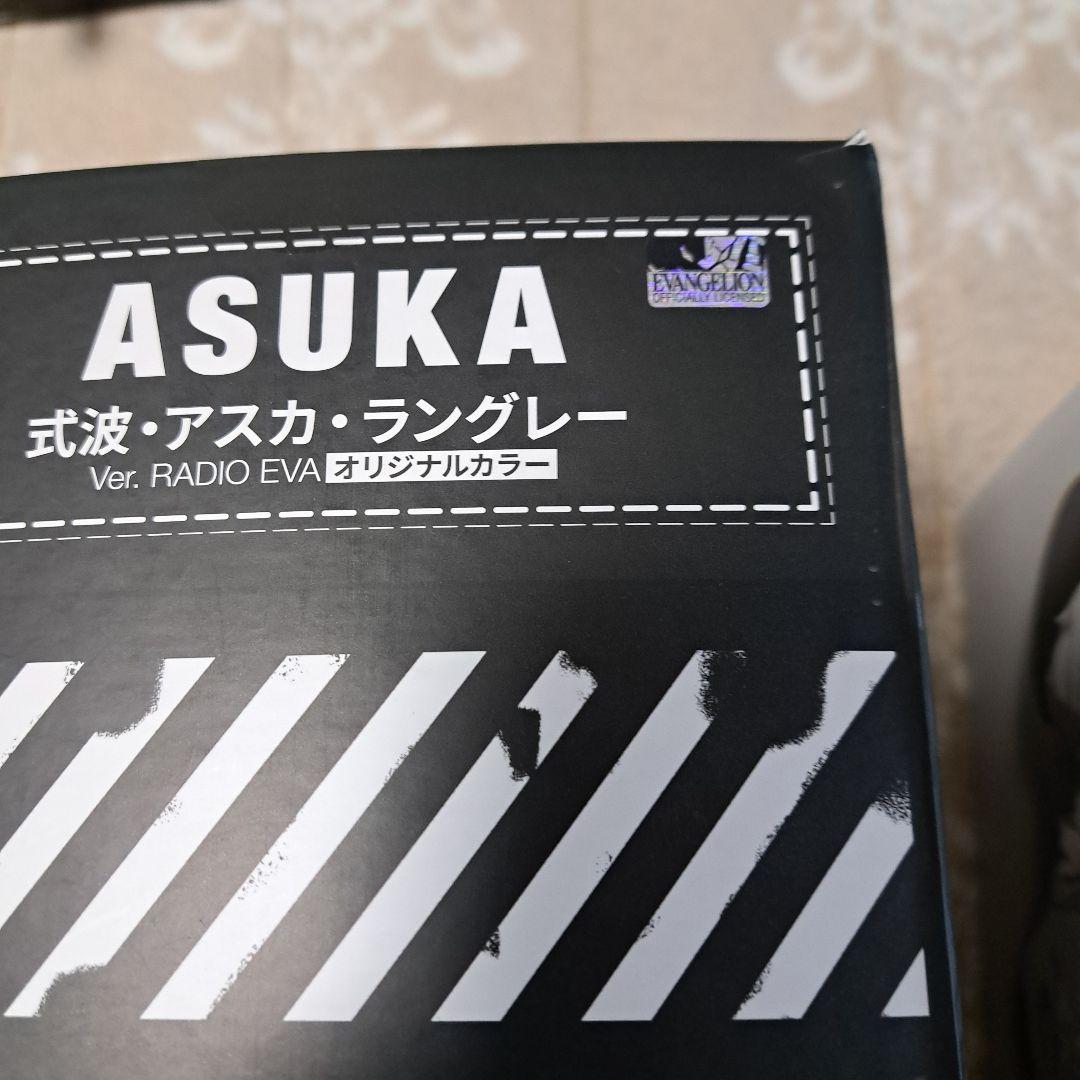 ASUKA
EVANGELION
OFFICIALLY LICENSED
式波・アスカ・ラングレー
Ver. RADIO EVA オリジナルカラー